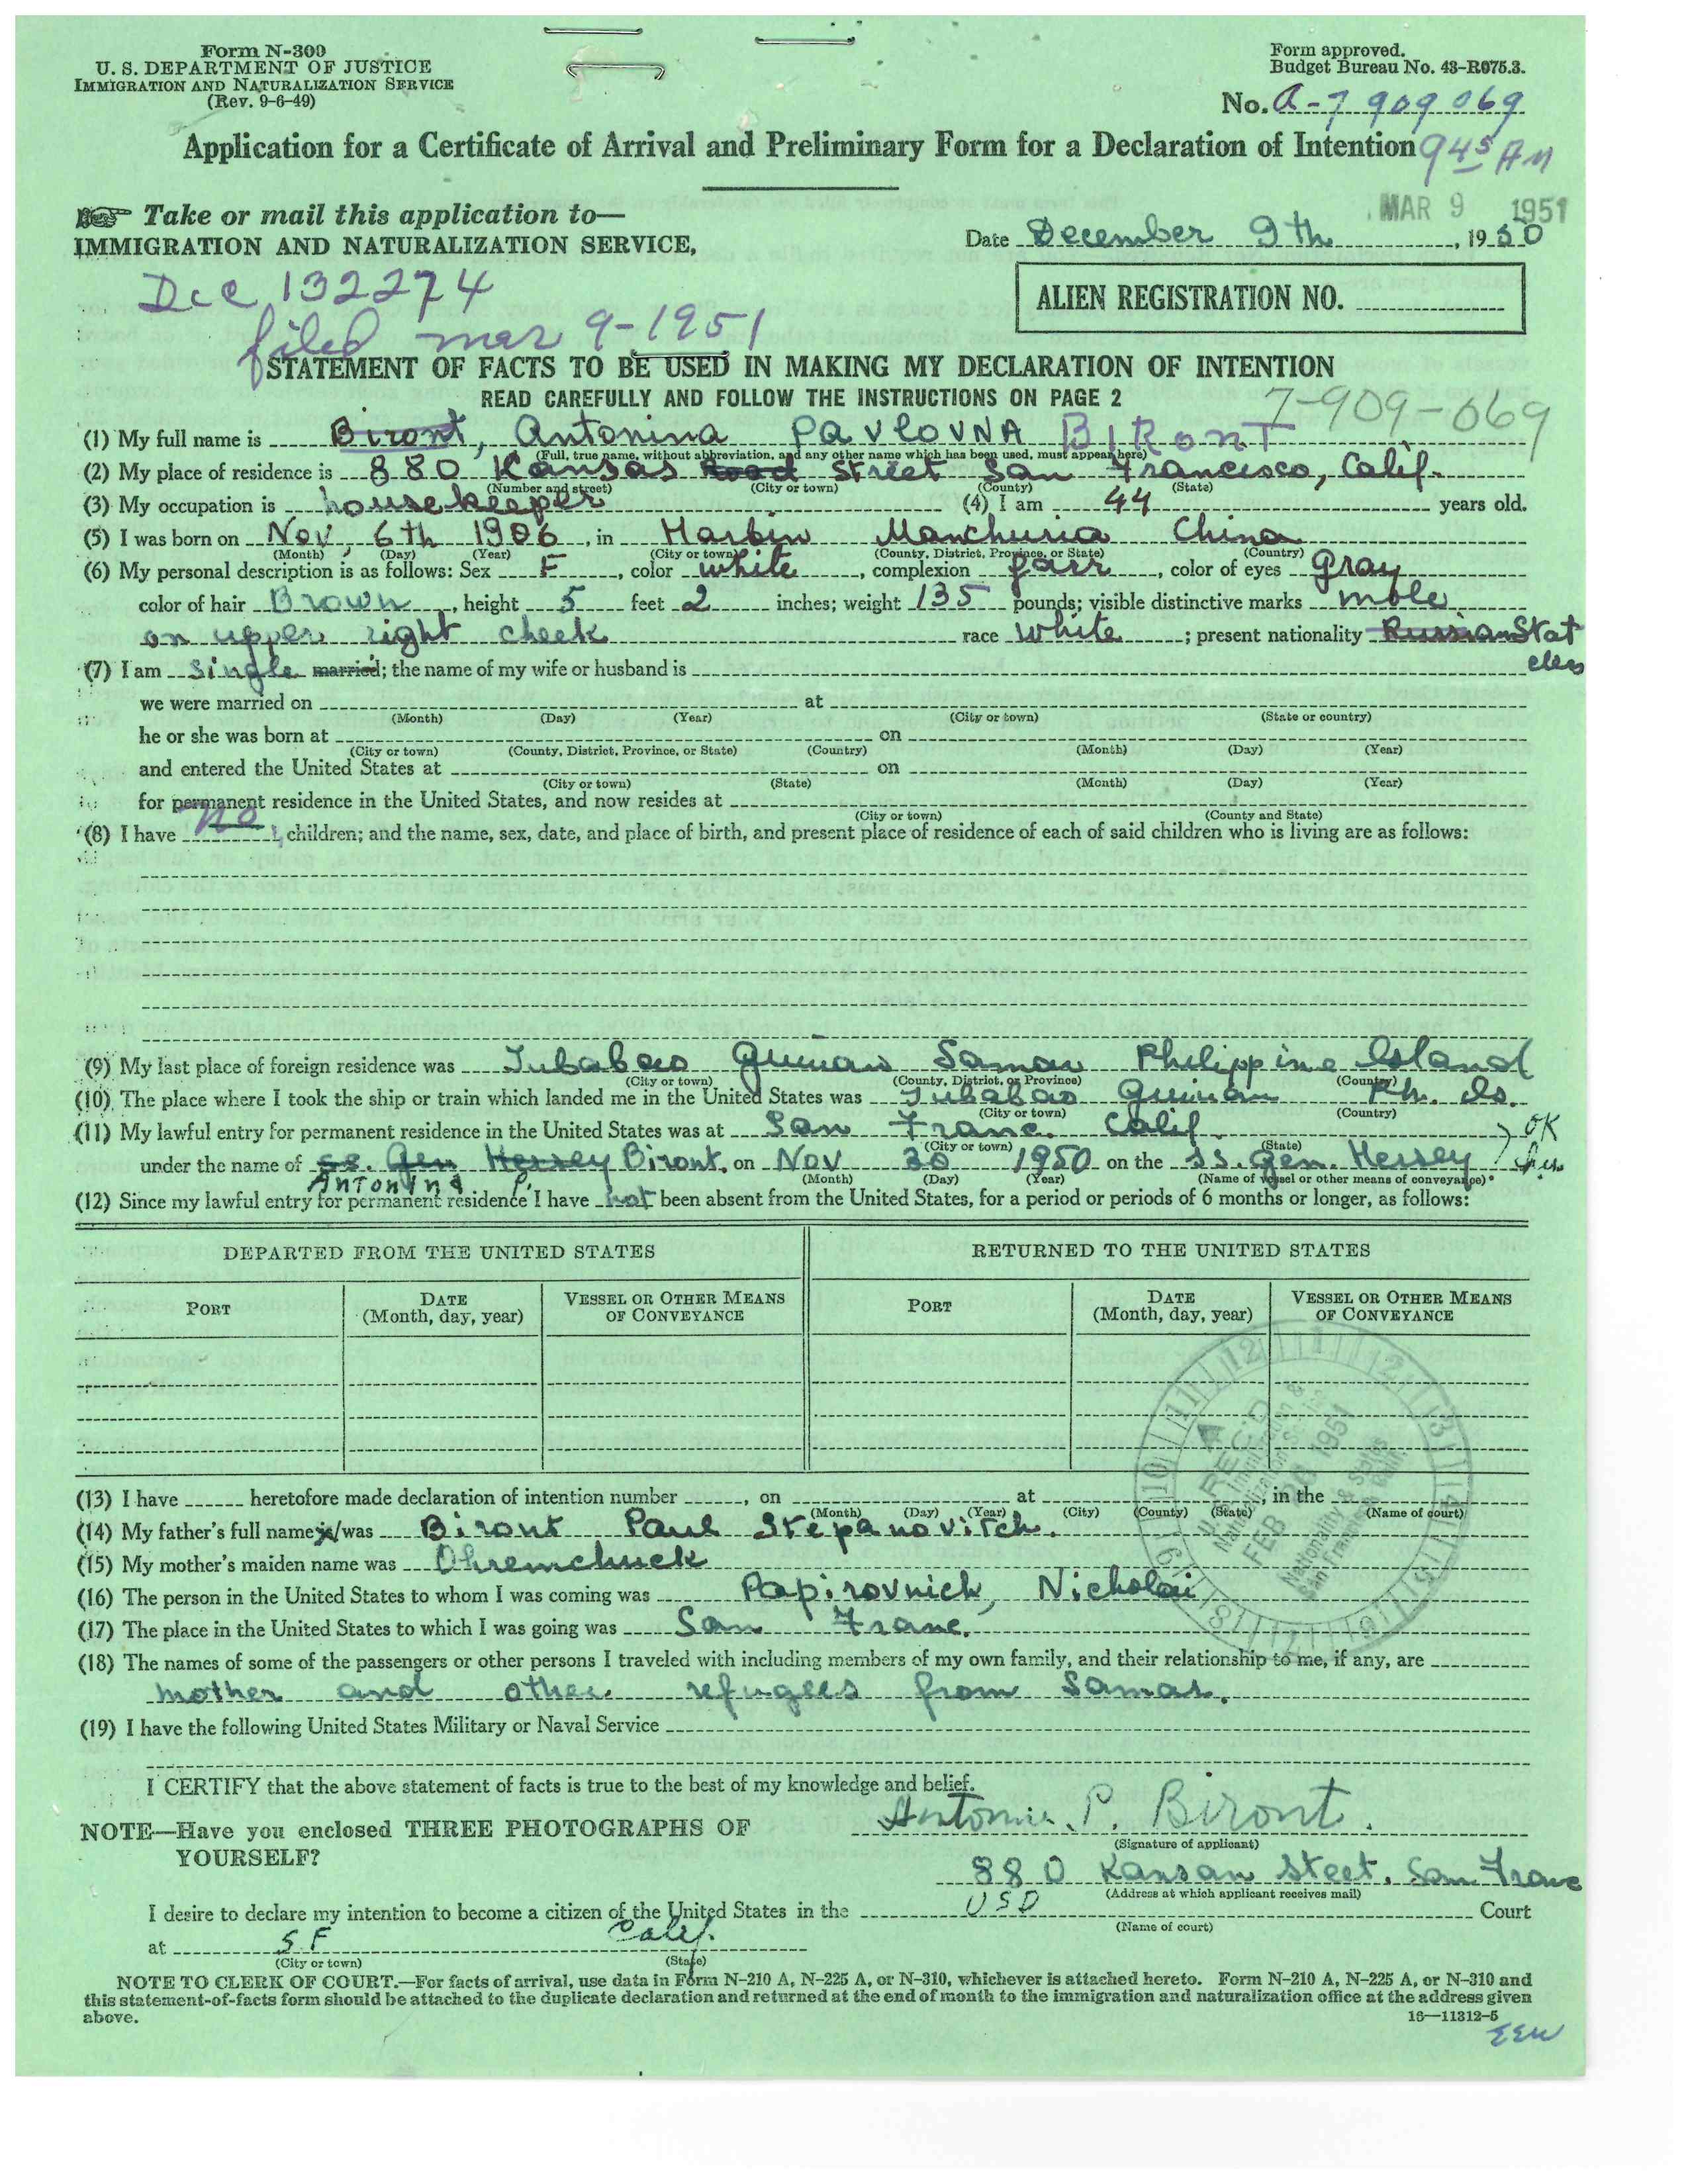 Form N-300
U. S. DEPARTMENT OF JUSTICE
IMMIGRATION AND NATURALIZATION SERVICE
(Rev. 9-6-49)
Form approved.
Budget Bureau No. 43-R075.3.
No. A-7 909 069
Application for a Certificate of Arrival and Preliminary Form for a Declaration of Intention 945 AM
MAR 9 1951
Take or mail this application to—
IMMIGRATION AND NATURALIZATION SERVICE,
Date December 9th, 1950
Dec 132274
ALIEN REGISTRATION NO.
filed mar 9-1951
STATEMENT OF FACTS TO BE USED IN MAKING MY DECLARATION OF INTENTION
READ CAREFULLY AND FOLLOW THE INSTRUCTIONS ON PAGE 2
7-909-069
(1) My full name is Biront, Antonina PAVLOVNA BIRONT
(Full, true name, without abbreviation, and any other name which has been used, must appear here)
(2) My place of residence is 880 Kansas Road Street San Francisco, Calif.
(Number and street) (City or town) (County) (State)
(3) My occupation is housekeeper (4) I am 44 years old.
(5) I was born on Nov, 6th 1906, in Harbin Manchuria China
(Month) (Day) (Year) (City or town) (County, District, Province, or State) (Country)
(6) My personal description is as follows: Sex F, color white, complexion fair, color of eyes Gray
color of hair Brown, height 5 feet 2 inches; weight 135 pounds; visible distinctive marks mole
on upper right cheek race White; present nationality Russian Stat
eless
(7) I am single married; the name of my wife or husband is
we were married on at
(Month) (Day) (Year) (City or town) (State or country)
he or she was born at on
(City or town) (County, District, Province, or State) (Country) (Month) (Day) (Year)
and entered the United States at on
(City or town) (State) (Month) (Day) (Year)
for permanent residence in the United States, and now resides at
(City or town) (County and State)
(8) I have no children; and the name, sex, date, and place of birth, and present place of residence of each of said children who is living are as follows:
(9) My last place of foreign residence was Tubabao Guinan Samar Philippine Island
(City or town) (County, District, or Province) (Country)
(10) The place where I took the ship or train which landed me in the United States was Tubabao Guinan Ph. Is.
(City or town) (Country)
(11) My lawful entry for permanent residence in the United States was at San Franc. Calif
(City or town) (State)
OK
under the name of ss. Gen Hersey Biront, on Nov 30 1950 on the SS. Gen. Hersey
ANTONINA P. (Month) (Day) (Year) (Name of vessel or other means of conveyance)
(12) Since my lawful entry for permanent residence I have not been absent from the United States, for a period or periods of 6 months or longer, as follows:
DEPARTED FROM THE UNITED STATES RETURNED TO THE UNITED STATES
PORT DATE (Month, day, year) VESSEL OR OTHER MEANS OF CONVEYANCE PORT DATE (Month, day, year) VESSEL OR OTHER MEANS OF CONVEYANCE
REC'D
U.S. Immigration &
Naturalization Service
FEB 1951
Nationality & Status
San Francisco, Calif.
(13) I have heretofore made declaration of intention number , on at , in the
(Month) (Day) (Year) (City) (County) (State) (Name of court)
(14) My father's full name is/was Biront Paul Stepanovitch.
(15) My mother's maiden name was Ohremchuck
(16) The person in the United States to whom I was coming was Papirovnick, Nicholai
(17) The place in the United States to which I was going was San Franc.
(18) The names of some of the passengers or other persons I traveled with including members of my own family, and their relationship to me, if any, are
mother and other refugees from Samar.
(19) I have the following United States Military or Naval Service
I CERTIFY that the above statement of facts is true to the best of my knowledge and belief.
Antonina P. Biront.
(Signature of applicant)
NOTE—Have you enclosed THREE PHOTOGRAPHS OF
YOURSELF?
880 Kansan Steet, San Franc
(Address at which applicant receives mail)
I desire to declare my intention to become a citizen of the United States in the USD Court
(Name of court)
at S F Calif.
(City or town) (State)
NOTE TO CLERK OF COURT.—For facts of arrival, use data in Form N-210 A, N-225 A, or N-310, whichever is attached hereto. Form N-210 A, N-225 A, or N-310 and
this statement-of-facts form should be attached to the duplicate declaration and returned at the end of month to the immigration and naturalization office at the address given
above.
16—11312-5
EEW